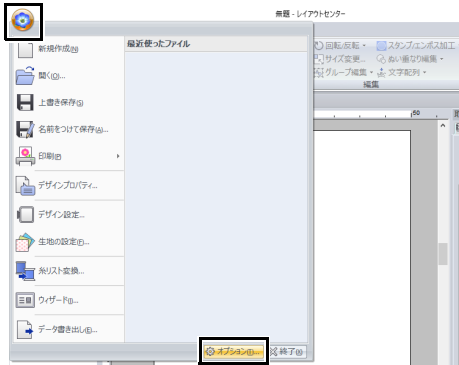 無題 - レイアウトセンター
最近使ったファイル
新規作成(N)
開く(O)...
上書き保存(S)
名前をつけて保存(A)...
印刷(P)
デザインプロパティ...
デザイン設定...
生地の設定(F)...
糸リスト変換...
ウィザード(I)...
データ書き出し(E)...
オプション(T)...
終了(X)
回転/反転
スタンプ/エンボス加工
サイズ変更...
ぬい重なり編集
グループ編集
文字配列
編集
50